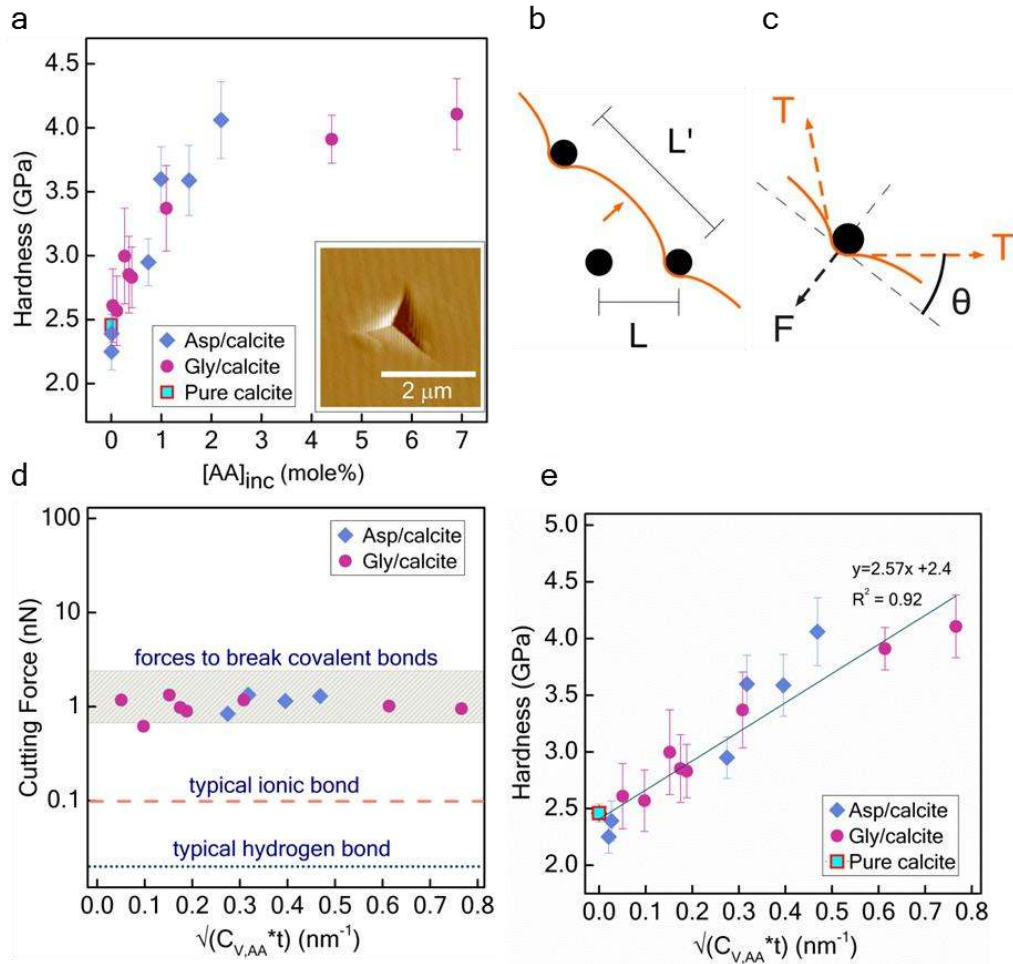 a
Hardness (GPa)
4.5
4.0
3.5
3.0
2.5
2.0
Asp/calcite
Gly/calcite
Pure calcite
2 μm
0 1 2 3 4 5 6 7
[AA]inc (mole%)
b
L'
L
c
T
T
θ
F
d
Cutting Force (nN)
100
10
1
0.1
Asp/calcite
Gly/calcite
forces to break covalent bonds
typical ionic bond
typical hydrogen bond
0.0 0.1 0.2 0.3 0.4 0.5 0.6 0.7 0.8
√(CV,AA*t) (nm⁻¹)
e
Hardness (GPa)
5.0
4.5
4.0
3.5
3.0
2.5
2.0
y=2.57x +2.4
R² = 0.92
Asp/calcite
Gly/calcite
Pure calcite
0.0 0.1 0.2 0.3 0.4 0.5 0.6 0.7 0.8
√(CV,AA*t) (nm⁻¹)